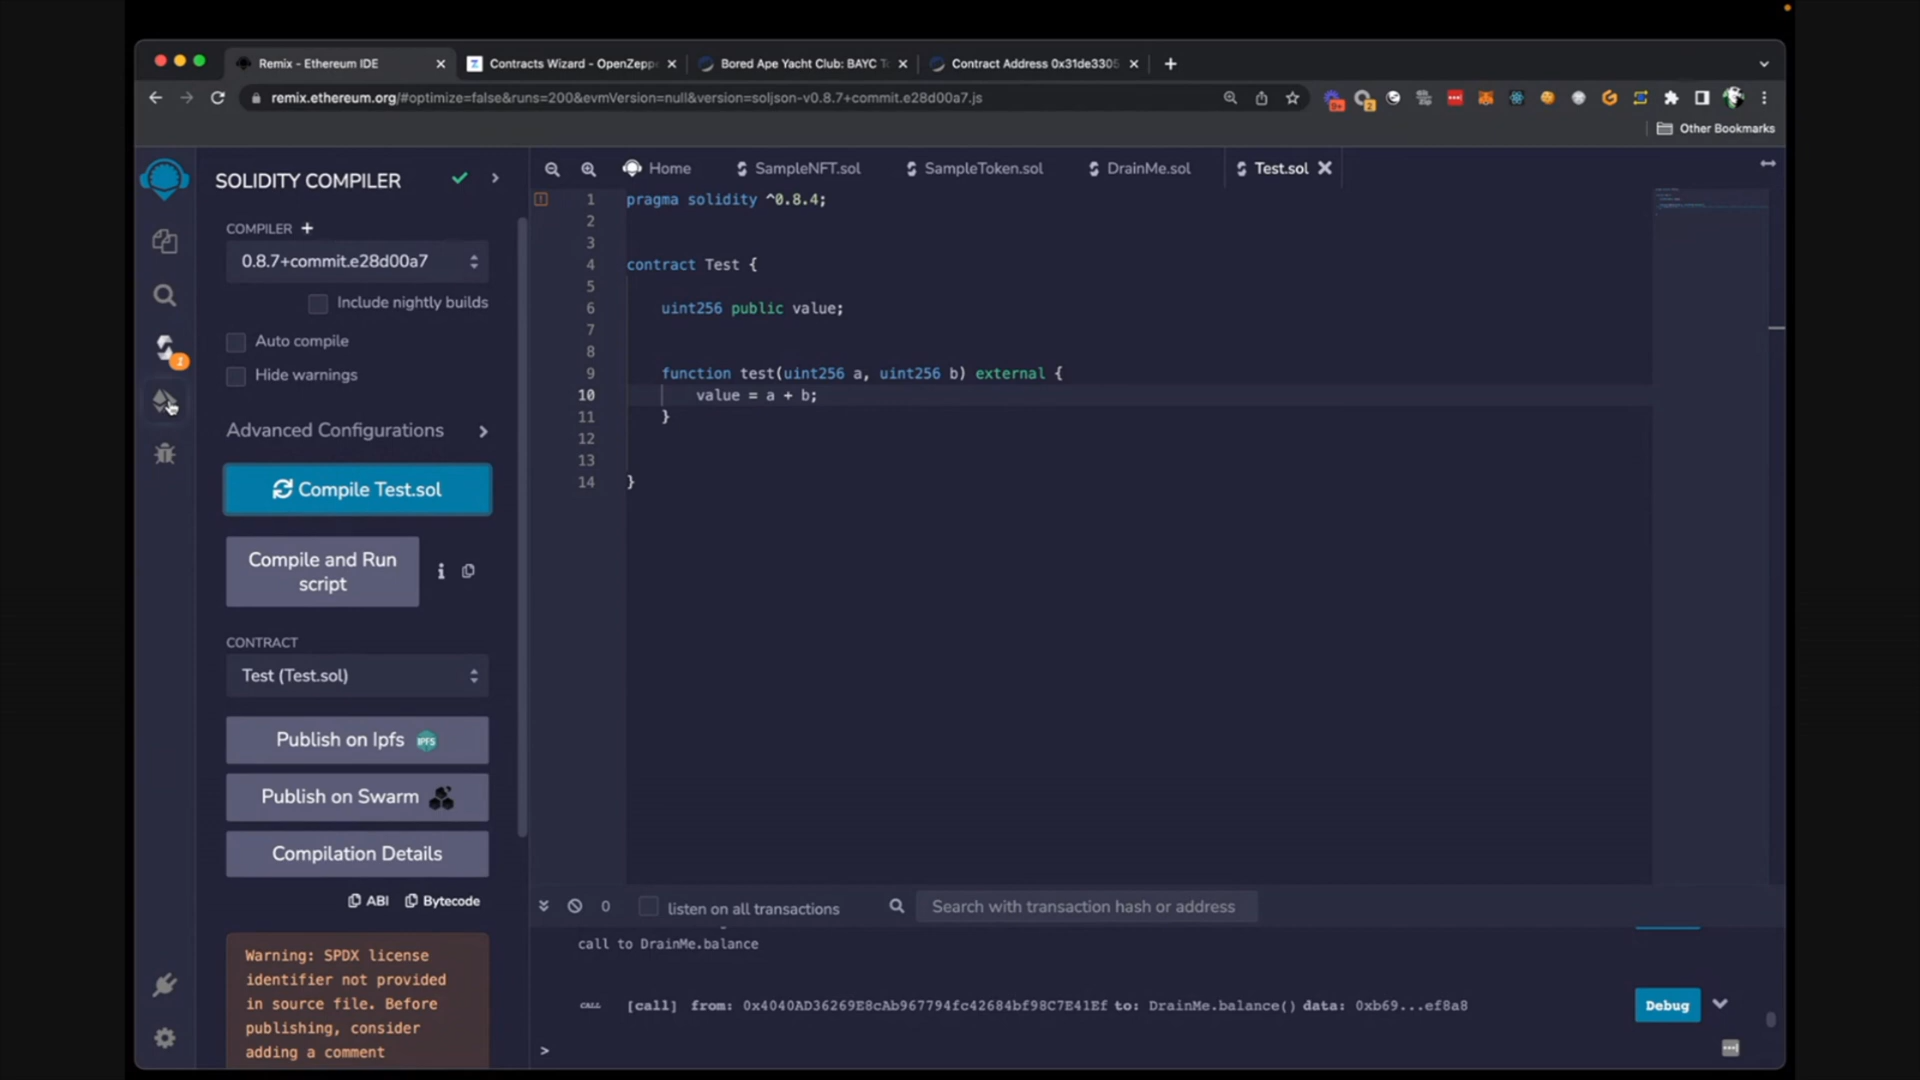 Remix - Ethereum IDE
Contracts Wizard - OpenZeppe
Bored Ape Yacht Club: BAYC T
Contract Address 0x31de3305
remix.ethereum.org/#optimize=false&runs=200&evmVersion=null&version=soljson-v0.8.7+commit.e28d00a7.js
9+
2
Other Bookmarks
SOLIDITY COMPILER
Home
SampleNFT.sol
SampleToken.sol
DrainMe.sol
Test.sol
COMPILER +
0.8.7+commit.e28d00a7
Include nightly builds
Auto compile
Hide warnings
1
Advanced Configurations
Compile Test.sol
Compile and Run
script
CONTRACT
Test (Test.sol)
Publish on Ipfs IPFS
Publish on Swarm
Compilation Details
ABI Bytecode
Warning: SPDX license
identifier not provided
in source file. Before
publishing, consider
adding a comment
1 pragma solidity ^0.8.4;
2
3
4 contract Test {
5
6 uint256 public value;
7
8
9 function test(uint256 a, uint256 b) external {
10 value = a + b;
11 }
12
13
14 }
0
listen on all transactions
Search with transaction hash or address
call to DrainMe.balance
CALL [call] from: 0x4040AD36269E8cAb967794fc42684bf98C7E41Ef to: DrainMe.balance() data: 0xb69...ef8a8
Debug
>